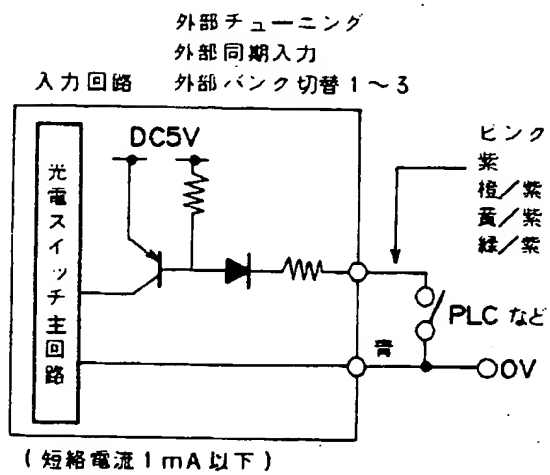 外部チューニング
外部同期入力
入力回路 外部バンク切替1～3
DC5V
光電スイッチ主回路
ピンク
紫
橙/紫
黄/紫
緑/紫
PLCなど
青
0V
(短絡電流1mA以下)